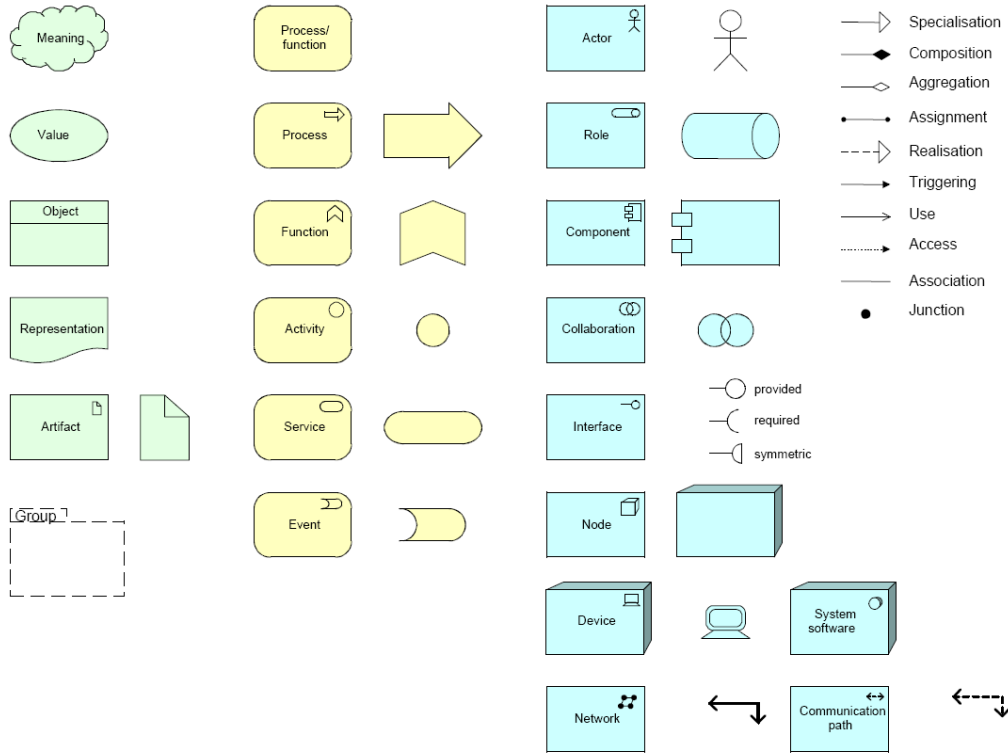 Meaning
Value
Object
Representation
Artifact
Group
Process/
function
Process
Function
Activity
Service
Event
Actor
Role
Component
Collaboration
Interface
provided
required
symmetric
Node
Device
System
software
Network
Communication
path
Specialisation
Composition
Aggregation
Assignment
Realisation
Triggering
Use
Access
Association
Junction